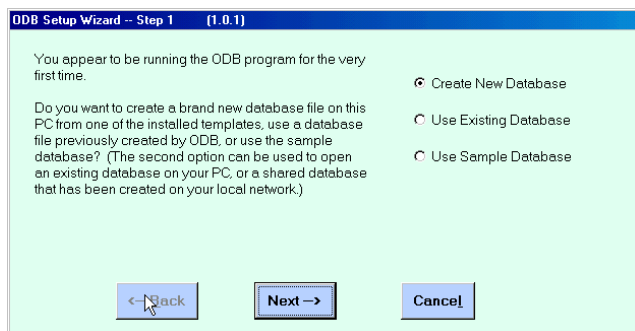 ODB Setup Wizard -- Step 1 (1.0.1)
You appear to be running the ODB program for the very
first time.
Do you want to create a brand new database file on this
PC from one of the installed templates, use a database
file previously created by ODB, or use the sample
database? (The second option can be used to open
an existing database on your PC, or a shared database
that has been created on your local network.)
Create New Database
Use Existing Database
Use Sample Database
<-- Back
Next -->
Cancel